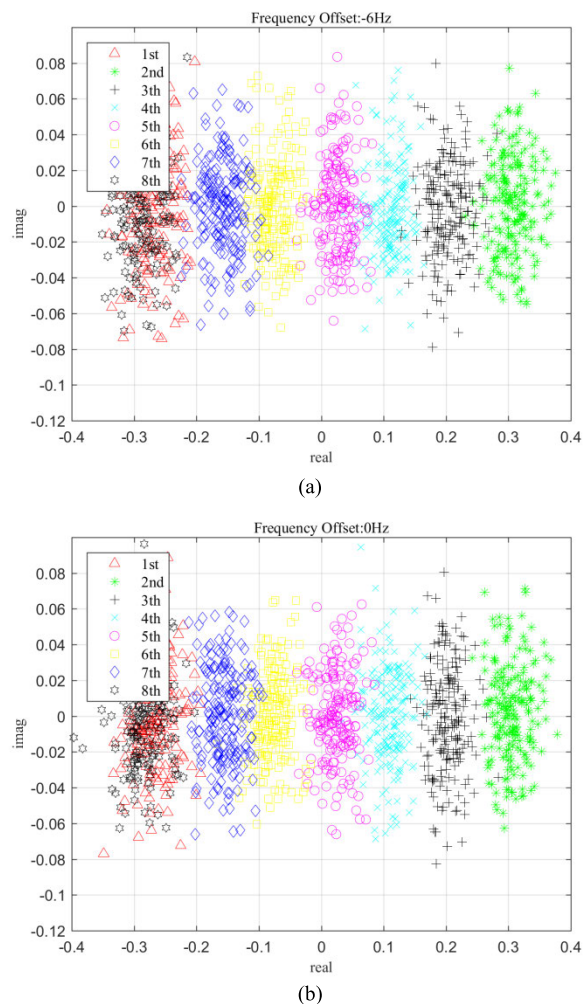 Frequency Offset:-6Hz
0.08
0.06
0.04
0.02
0
-0.02
-0.04
-0.06
-0.08
-0.1
-0.12
imag
1st
2nd
3th
4th
5th
6th
7th
8th
-0.4 -0.3 -0.2 -0.1 0 0.1 0.2 0.3 0.4
real
(a)
Frequency Offset:0Hz
0.08
0.06
0.04
0.02
0
-0.02
-0.04
-0.06
-0.08
-0.1
-0.12
imag
1st
2nd
3th
4th
5th
6th
7th
8th
-0.4 -0.3 -0.2 -0.1 0 0.1 0.2 0.3 0.4
real
(b)